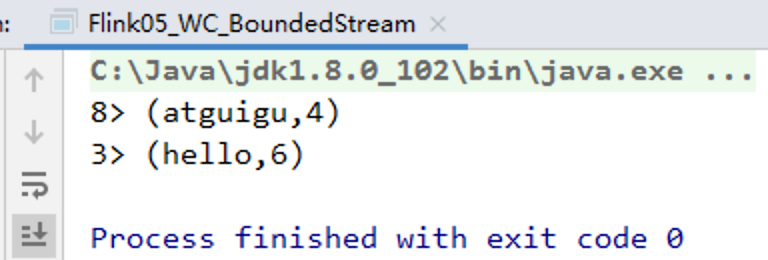 : Flink05_WC_BoundedStream ×
C:\Java\jdk1.8.0_102\bin\java.exe ...
8> (atguigu,4)
3> (hello,6)
Process finished with exit code 0